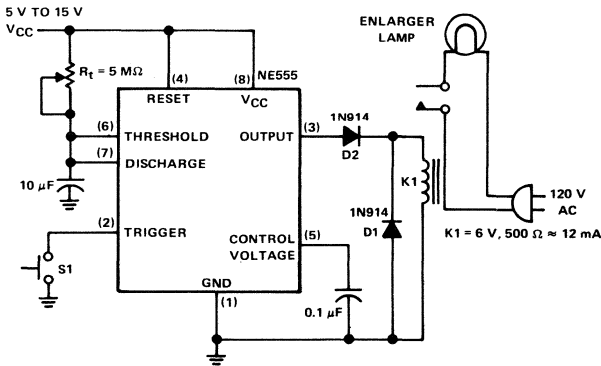 5 V TO 15 V
VCC
ENLARGER
LAMP
Rt = 5 MΩ
(4)
(8) NE555
RESET
VCC
1N914
(6) THRESHOLD
OUTPUT (3)
D2
(7) DISCHARGE
10 µF
K1
120 V
AC
1N914
D1
(2) TRIGGER
K1 = 6 V, 500 Ω ≈ 12 mA
CONTROL (5)
VOLTAGE
S1
GND
(1)
0.1 µF